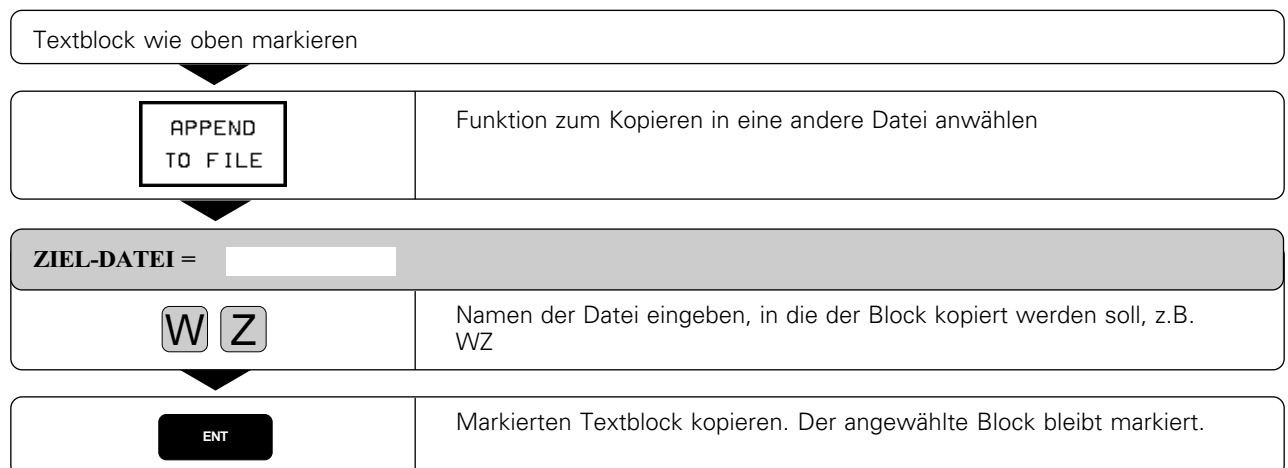 Textblock wie oben markieren
APPEND
TO FILE
Funktion zum Kopieren in eine andere Datei anwählen
ZIEL-DATEI =
W Z
Namen der Datei eingeben, in die der Block kopiert werden soll, z.B.
WZ
ENT
Markierten Textblock kopieren. Der angewählte Block bleibt markiert.